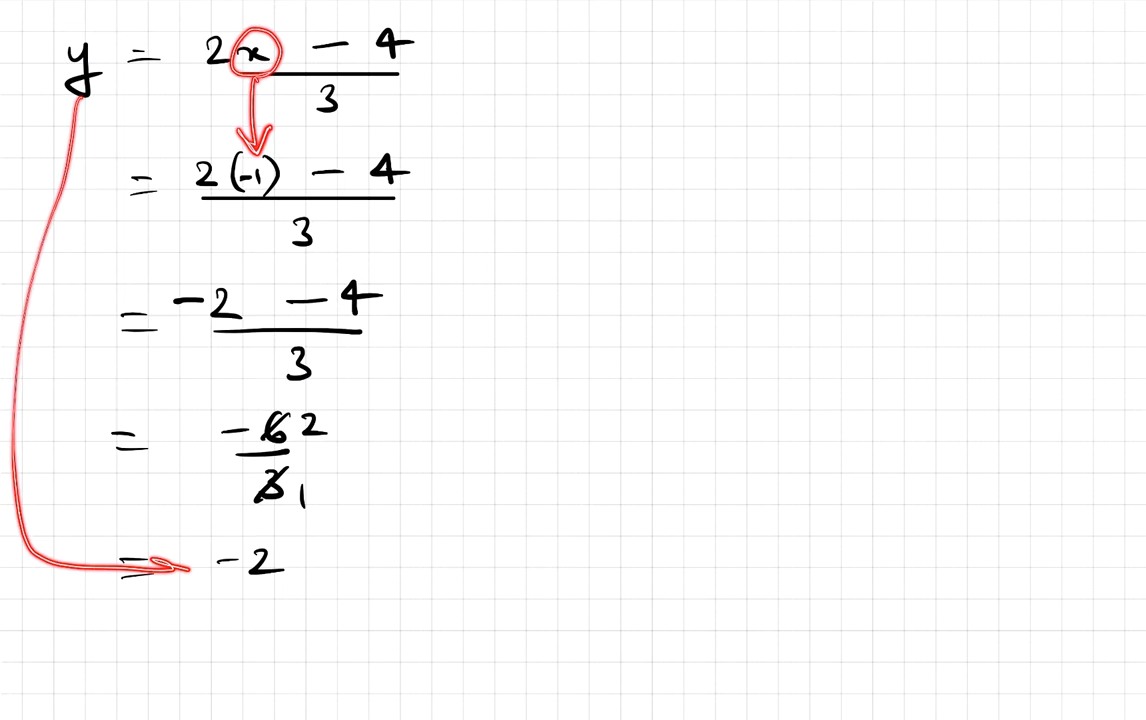 y = 2x - 4
3
= 2(-1) - 4
3
= -2 - 4
3
= -6 2
3 1
= -2